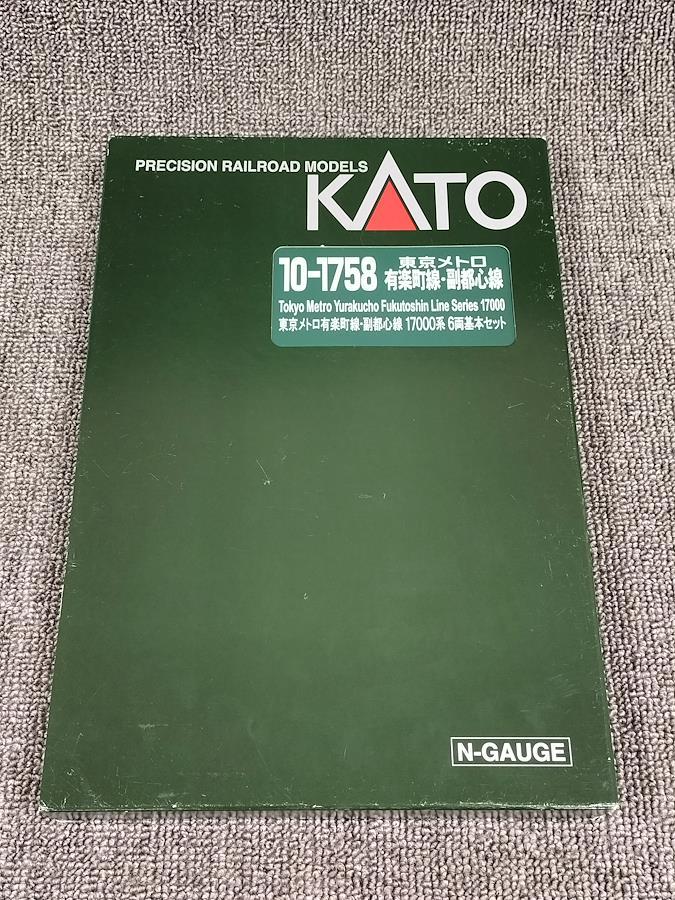 PRECISION RAILROAD MODELS
KATO
10-1758
東京メトロ
有楽町線・副都心線
Tokyo Metro Yurakucho Fukutoshin Line Series 17000
東京メトロ有楽町線・副都心線 17000系 6両基本セット
N-GAUGE